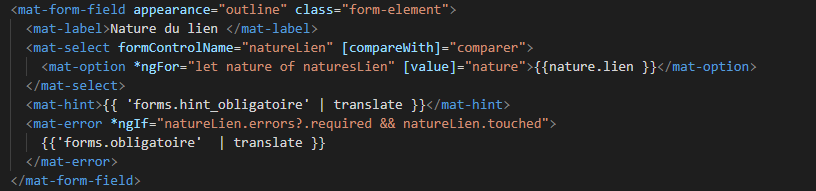 <mat-form-field appearance="outline" class="form-element">
<mat-label>Nature du lien </mat-label>
<mat-select formControlName="natureLien" [compareWith]="comparer">
<mat-option *ngFor="let nature of naturesLien" [value]="nature">{{nature.lien }}</mat-option>
</mat-select>
<mat-hint>{{ 'forms.hint_obligatoire' | translate }}</mat-hint>
<mat-error *ngIf="natureLien.errors?.required && natureLien.touched">
{{'forms.obligatoire'  | translate }}
</mat-error>
</mat-form-field>